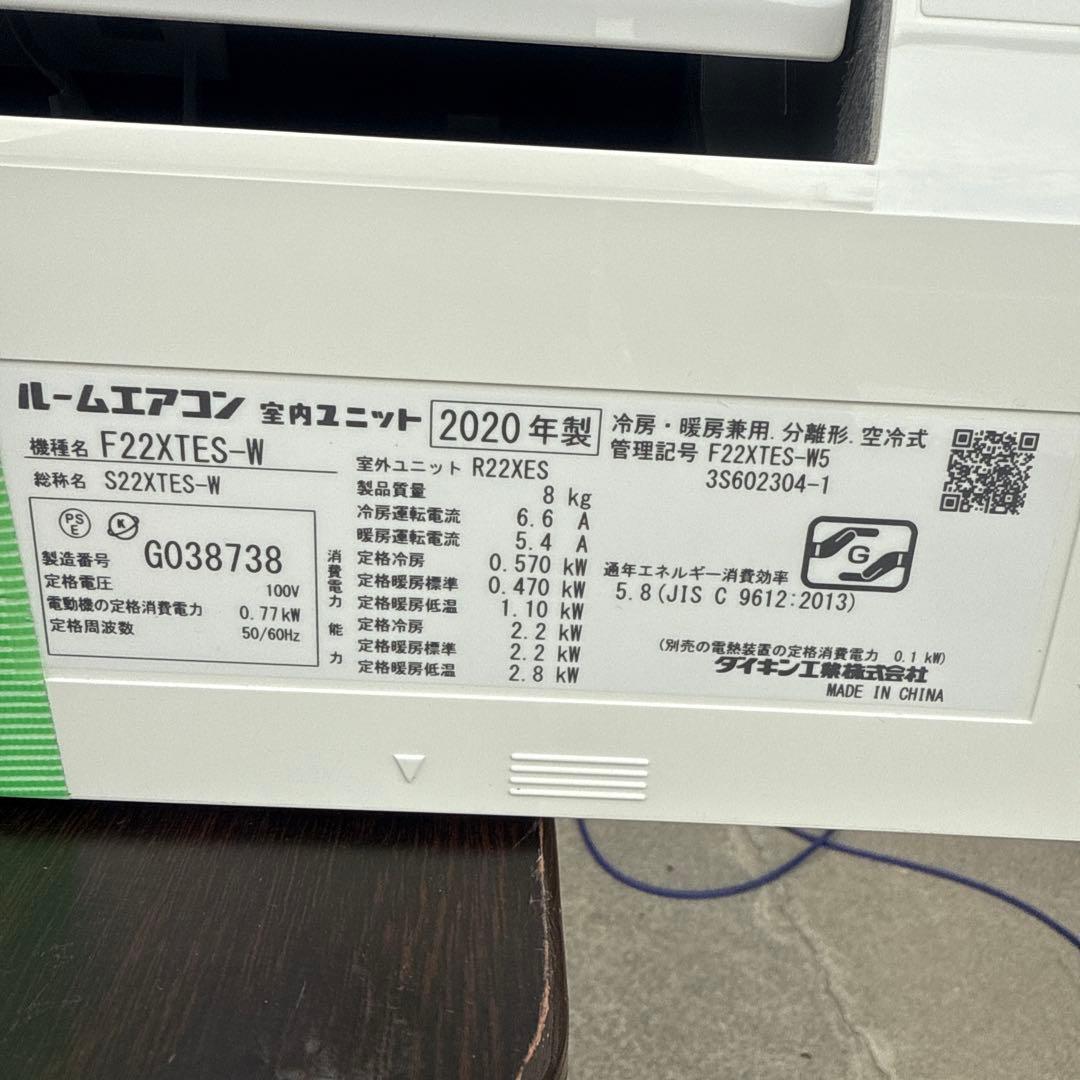 ルームエアコン 室内ユニット 2020年製
機種名 F22XTES-W
総称名 S22XTES-W
PS
E
K
製造番号 G038738
定格電圧 100V
電動機の定格消費電力 0.77kW
定格周波数 50/60Hz
室外ユニット R22XES
製品質量 8 kg
冷房運転電流 6.6 A
暖房運転電流 5.4 A
消費電力
定格冷房 0.570 kW
定格暖房標準 0.470 kW
定格暖房低温 1.10 kW
能力
定格冷房 2.2 kW
定格暖房標準 2.2 kW
定格暖房低温 2.8 kW
冷房・暖房兼用.分離形.空冷式
管理記号 F22XTES-W5
3S602304-1
G
通年エネルギー消費効率
5.8(JIS C 9612:2013)
(別売の電熱装置の定格消費電力 0.1 kW)
ダイキン工業株式会社
MADE IN CHINA